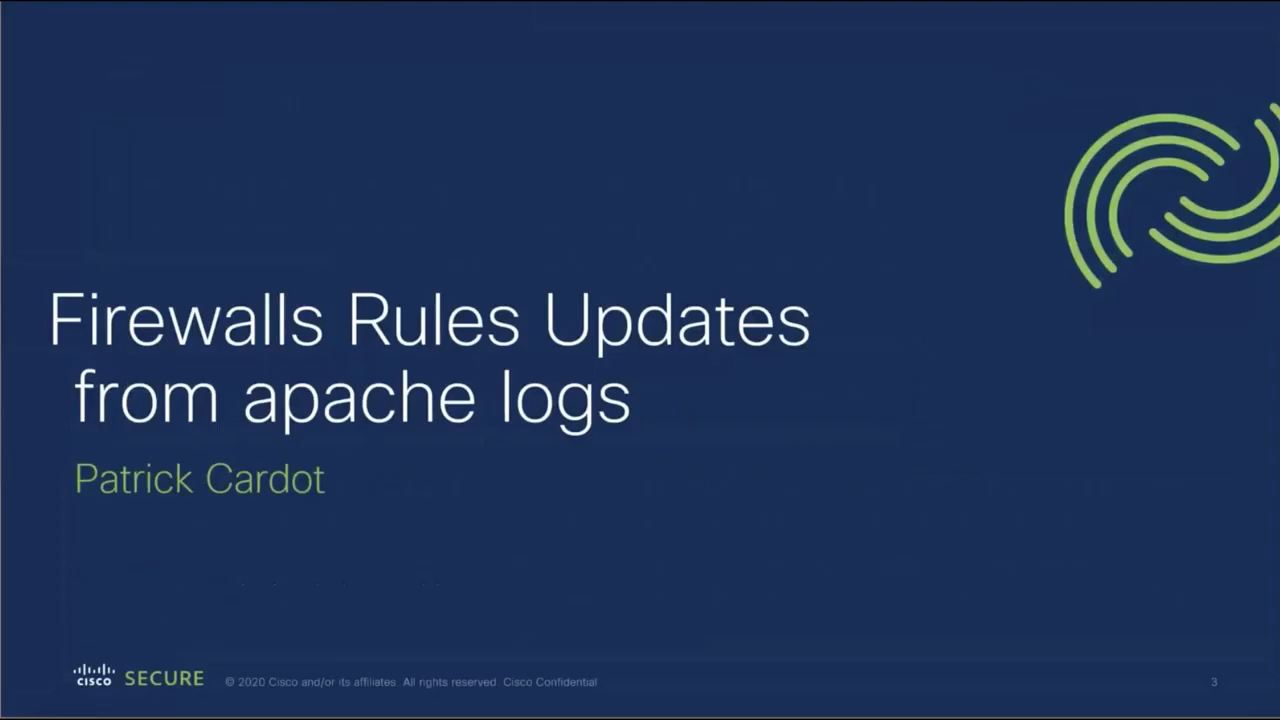 Firewalls Rules Updates
from apache logs
Patrick Cardot
cisco SECURE © 2020 Cisco and/or its affiliates. All rights reserved. Cisco Confidential 3